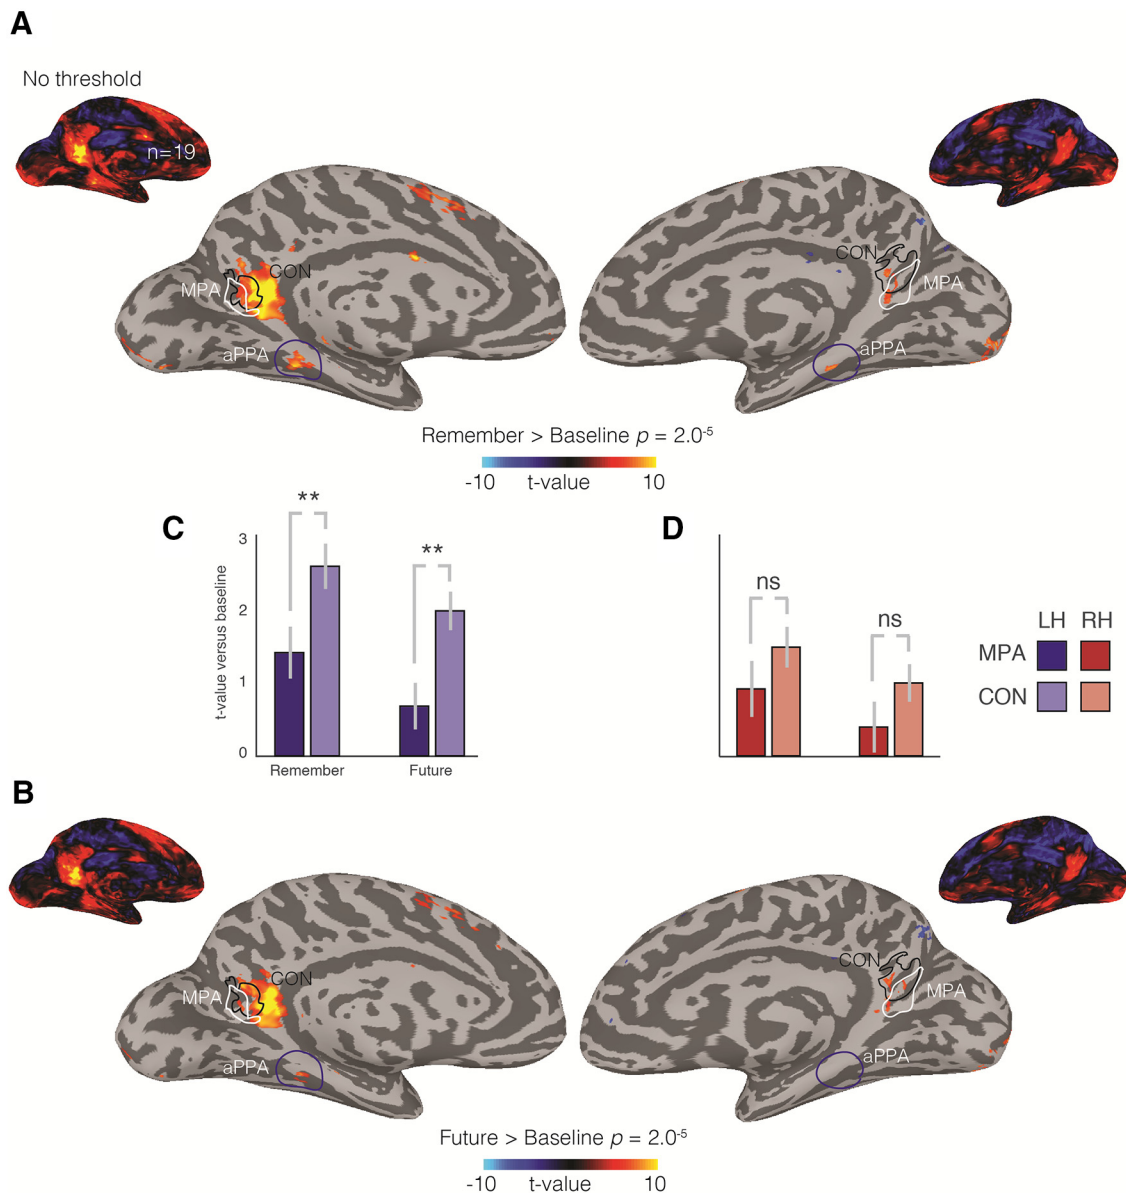 A
No threshold
n=19
CON
MPA
aPPA
CON
MPA
aPPA
Remember > Baseline p = 2.0-5
-10 t-value 10
C
**
**
t-value versus baseline
3
2
1
0
Remember
Future
D
ns
ns
LH RH
MPA
CON
B
CON
MPA
aPPA
CON
MPA
aPPA
Future > Baseline p = 2.0-5
-10 t-value 10